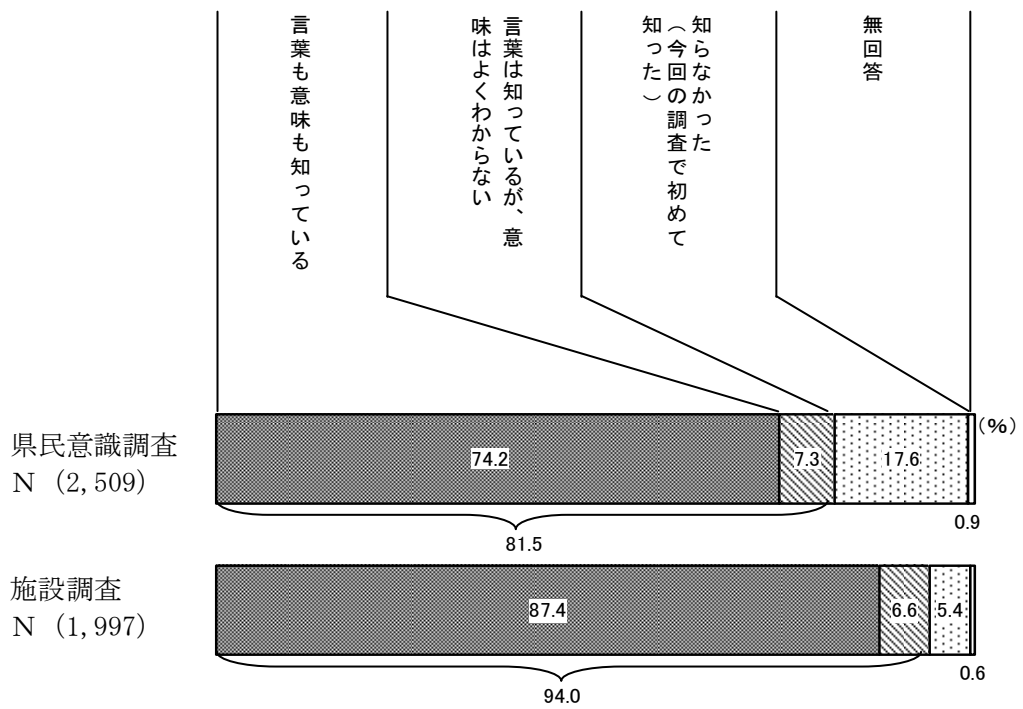 言葉も意味も知っている
言葉は知っているが、意
味はよくわからない
知らなかった
（今回の調査で初めて
知った）
無回答
(%)
県民意識調査
Ｎ（2,509）
74.2
7.3
17.6
0.9
81.5
施設調査
Ｎ（1,997）
87.4
6.6
5.4
0.6
94.0